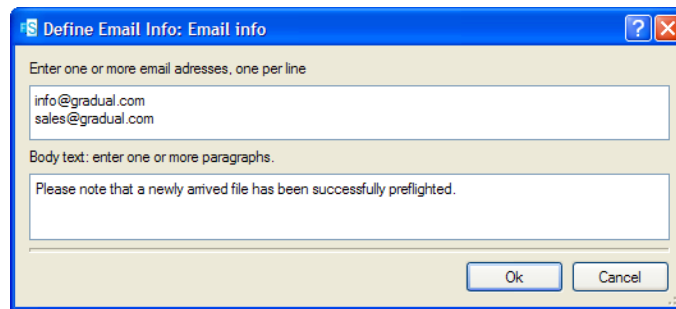 Define Email Info: Email info
Enter one or more email adresses, one per line
info@gradual.com
sales@gradual.com
Body text: enter one or more paragraphs.
Please note that a newly arrived file has been successfully preflighted.
Ok Cancel